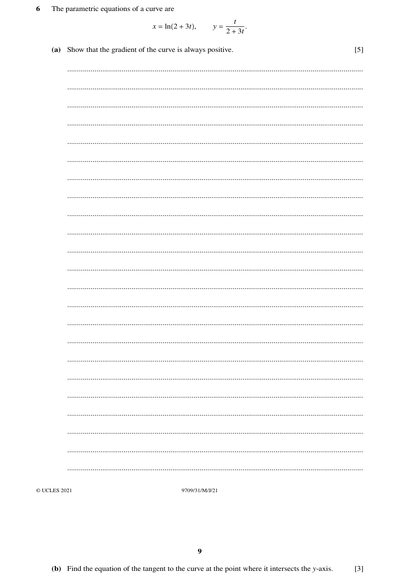 6 The parametric equations of a curve are
x = ln(2 + 3t), y = t/(2 + 3t).
(a) Show that the gradient of the curve is always positive. [5]
© UCLES 2021 9709/31/M/J/21
9
(b) Find the equation of the tangent to the curve at the point where it intersects the y-axis. [3]